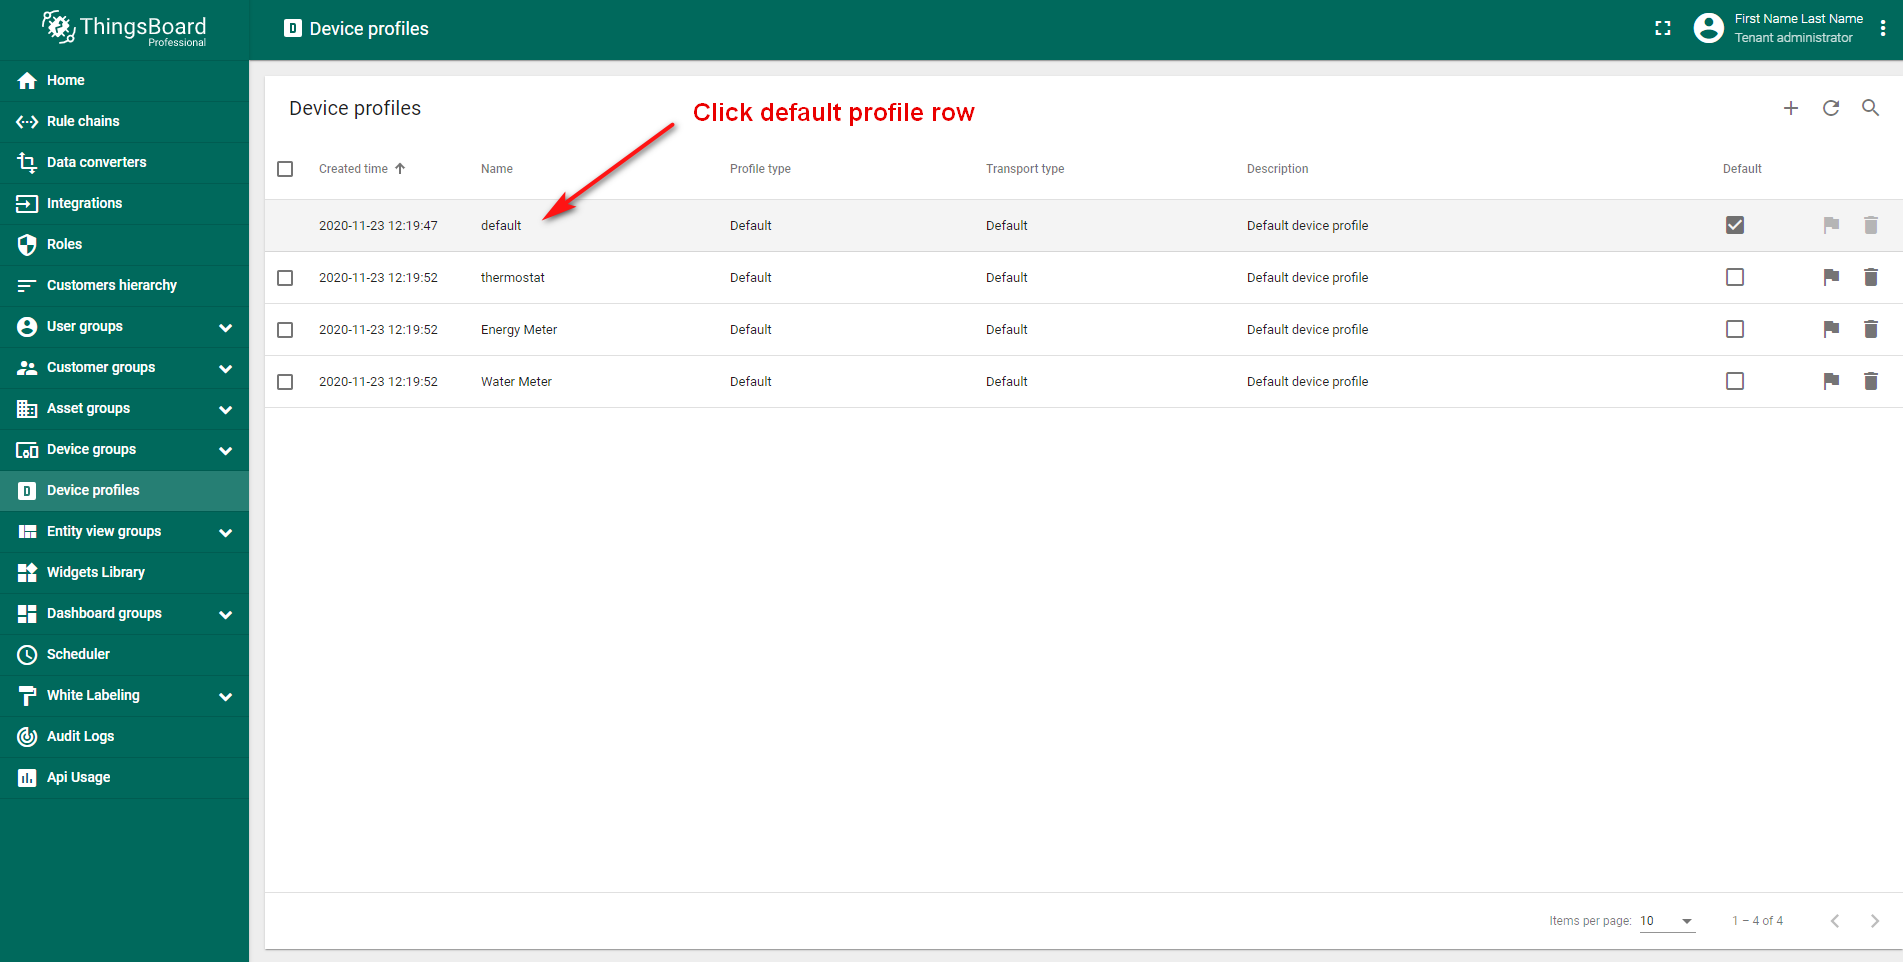 ThingsBoard
Professional
Device profiles
First Name Last Name
Tenant administrator
Home
Rule chains
Data converters
Integrations
Roles
Customers hierarchy
User groups
Customer groups
Asset groups
Device groups
Device profiles
Entity view groups
Widgets Library
Dashboard groups
Scheduler
White Labeling
Audit Logs
Api Usage
Device profiles
Click default profile row
Created time Name Profile type Transport type Description Default
2020-11-23 12:19:47 default Default Default Default device profile
2020-11-23 12:19:52 thermostat Default Default Default device profile
2020-11-23 12:19:52 Energy Meter Default Default Default device profile
2020-11-23 12:19:52 Water Meter Default Default Default device profile
Items per page: 10 1 – 4 of 4